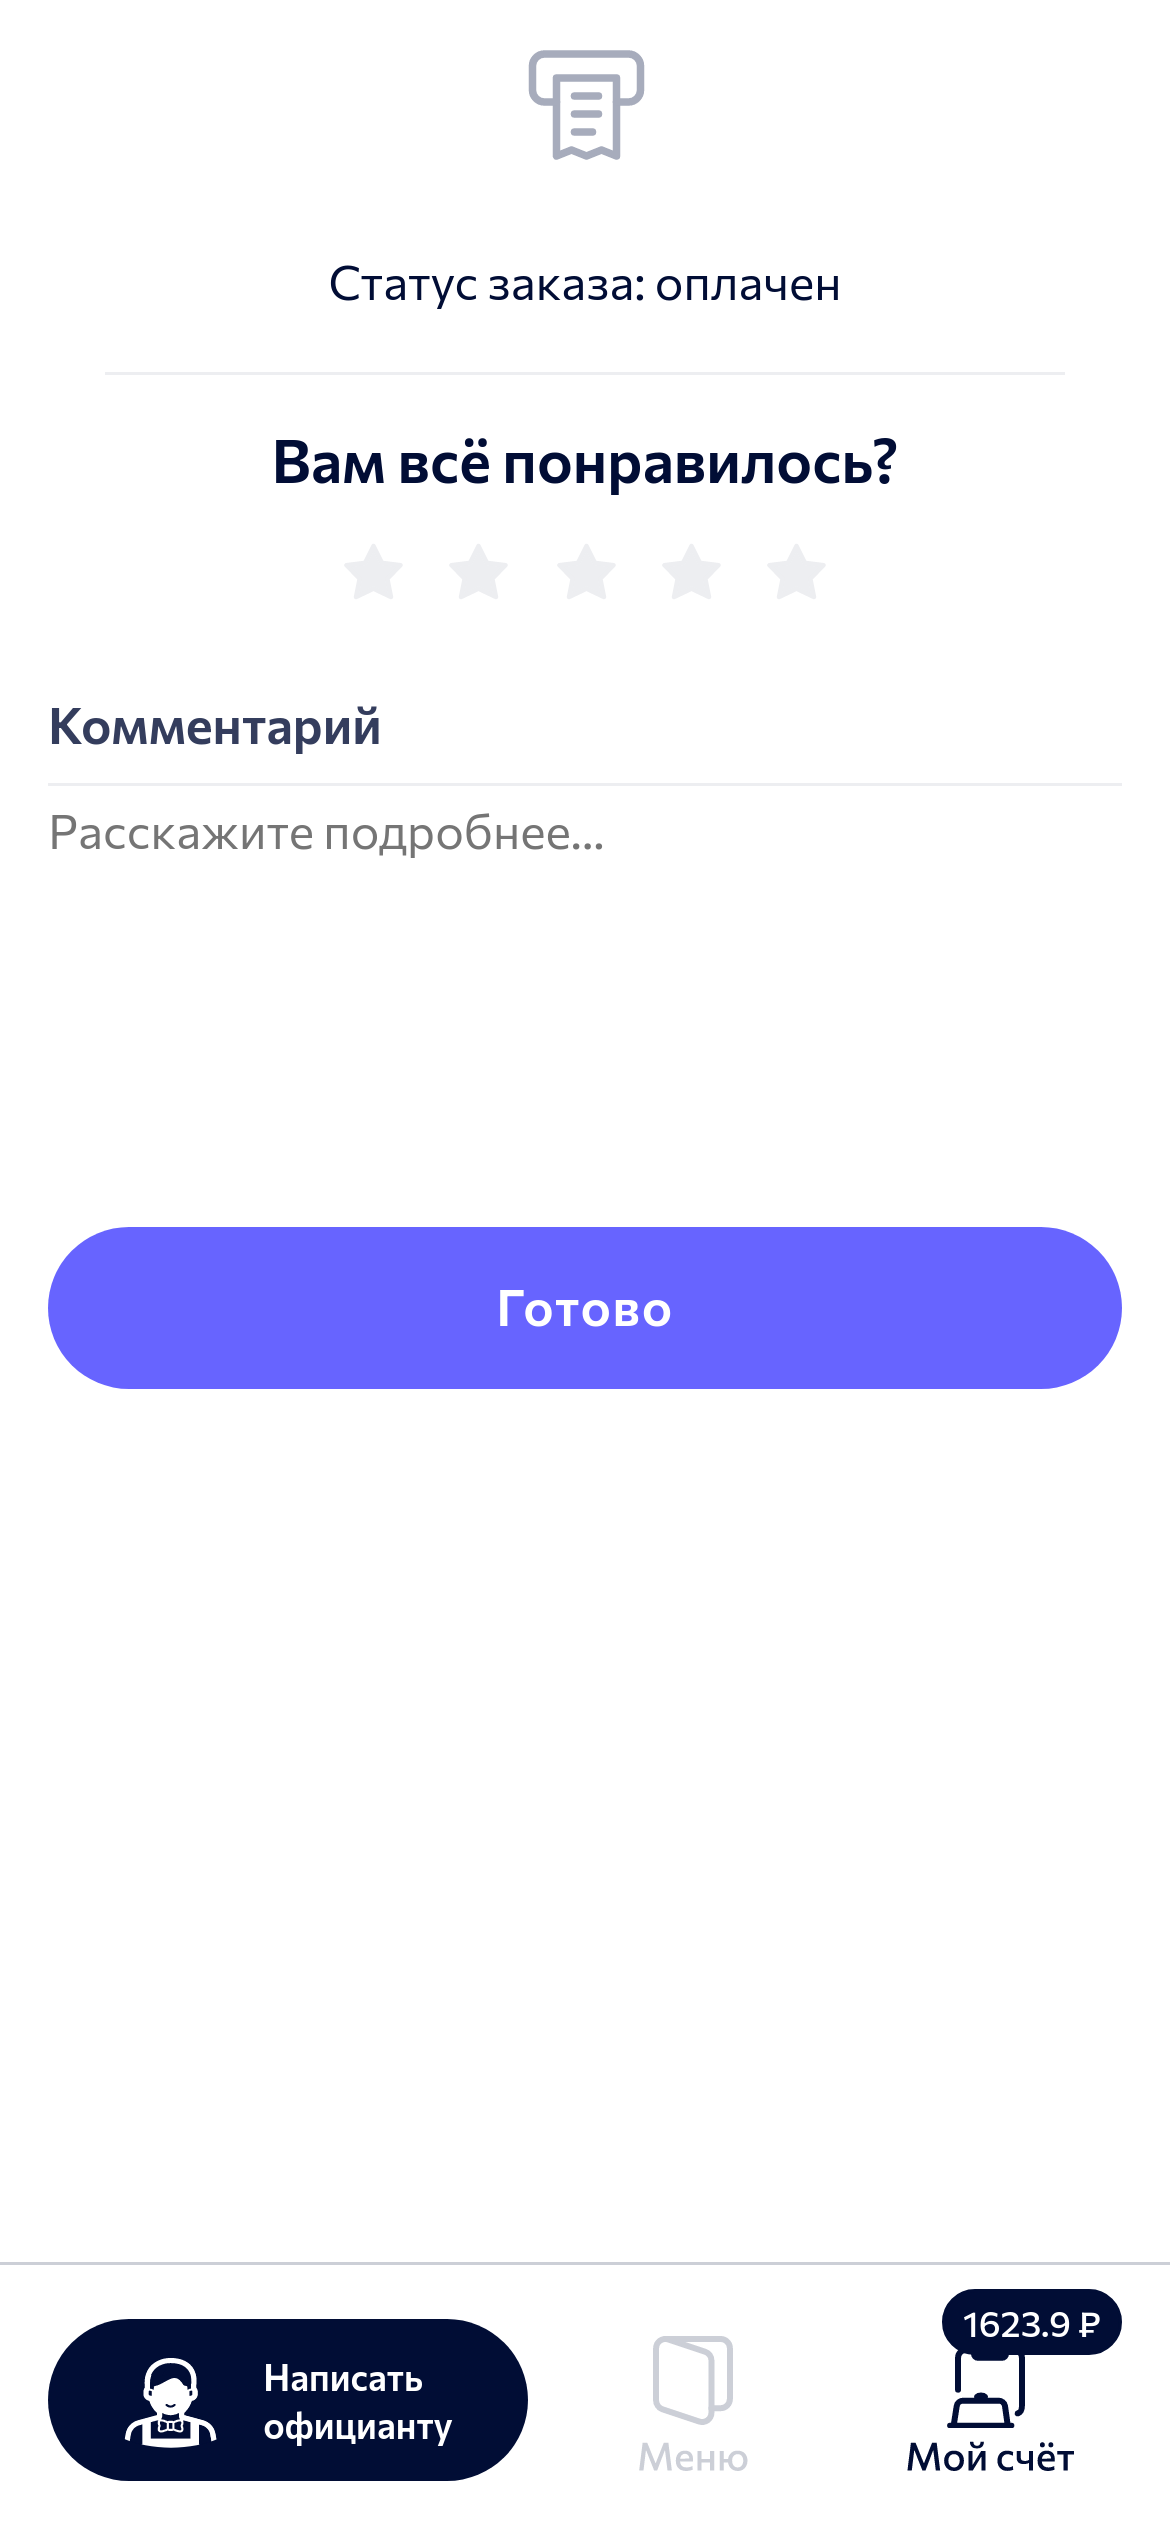 Статус заказа: оплачен
Вам всё понравилось?
Комментарий
Расскажите подробнее...
Готово
Написать
официанту
Меню
1623.9 ₽
Мой счёт